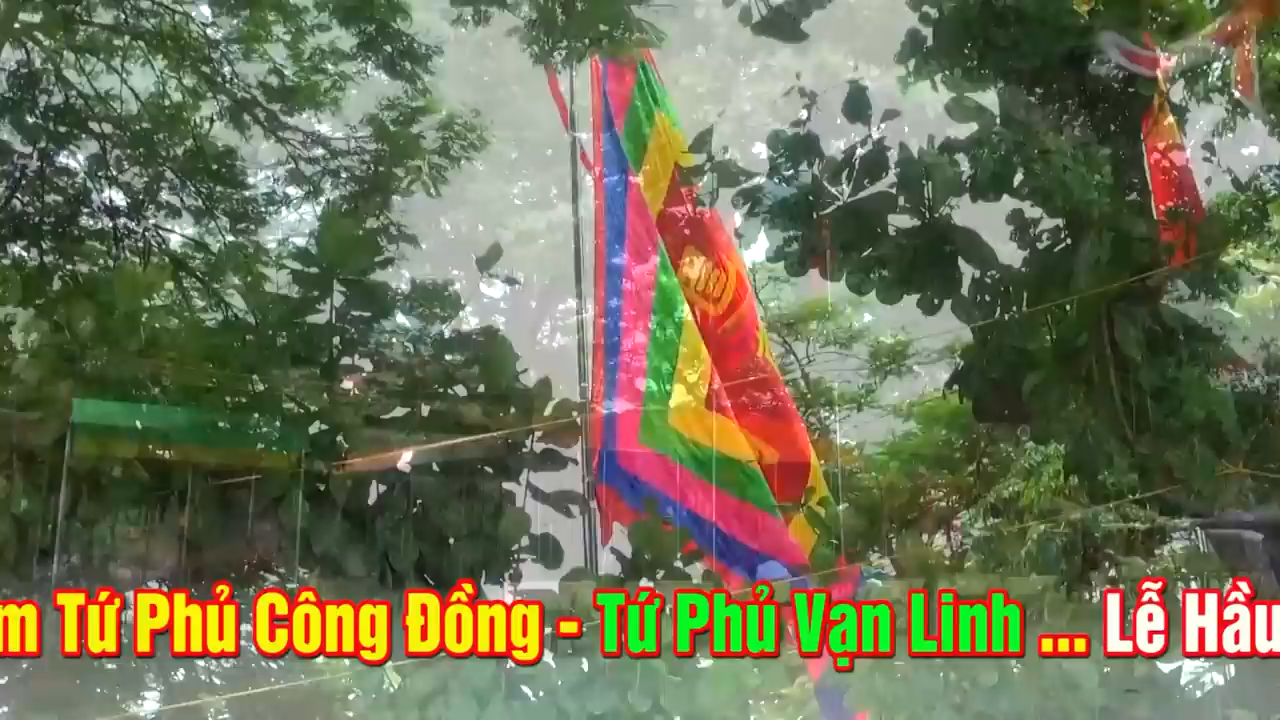 Tứ Phủ Công Đồng - Tứ Phủ Vạn Linh ... Lễ Hầu